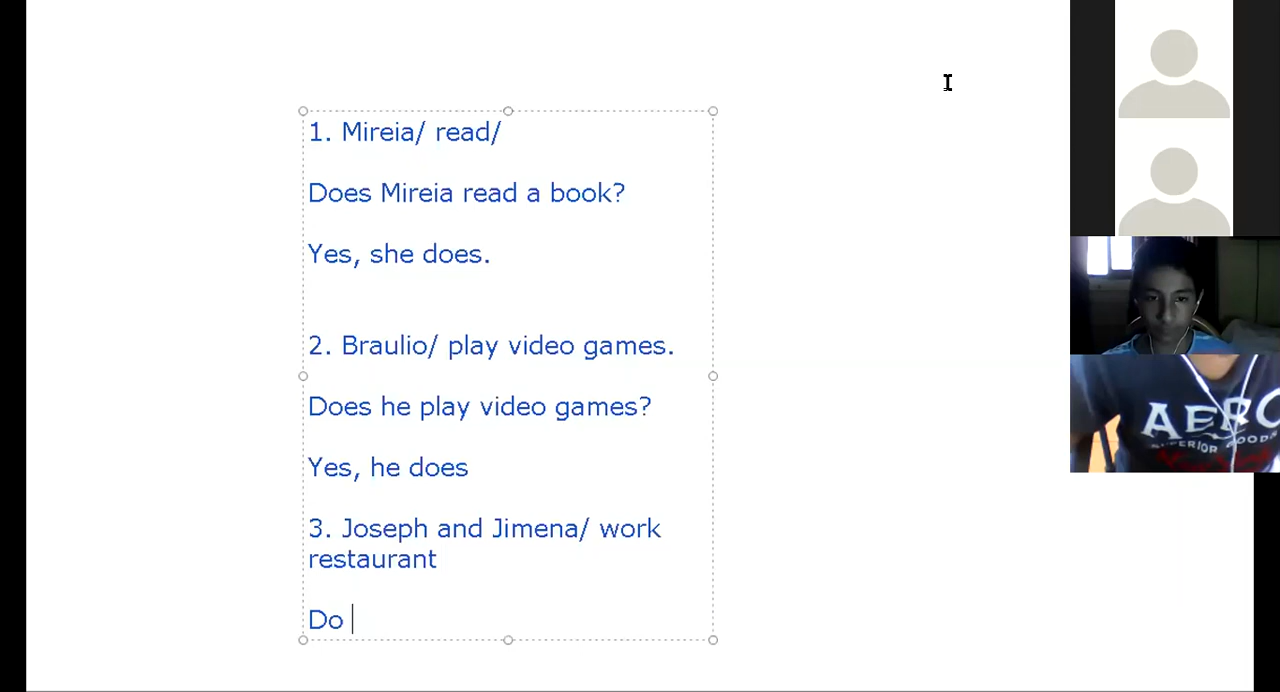 1. Mireia/ read/
Does Mireia read a book?
Yes, she does.
2. Braulio/ play video games.
Does he play video games?
Yes, he does
3. Joseph and Jimena/ work
restaurant
Do
AERO
SUPERIOR GOODS